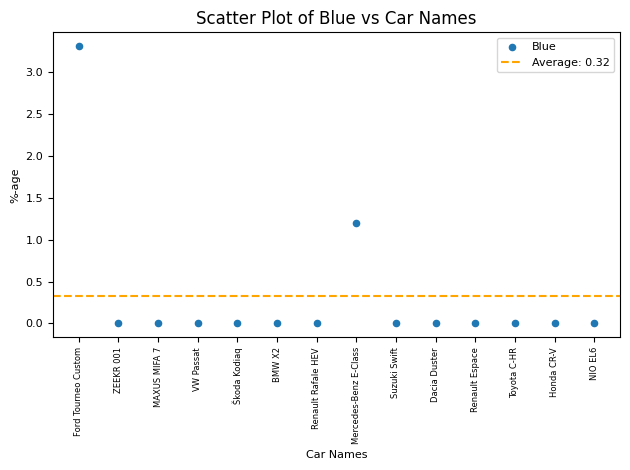 Scatter Plot of Blue vs Car Names
Blue
Average: 0.32
%-age
3.0
2.5
2.0
1.5
1.0
0.5
0.0
Ford Tourneo Custom
ZEEKR 001
MAXUS MIFA 7
VW Passat
Škoda Kodiaq
BMW X2
Renault Rafale HEV
Mercedes-Benz E-Class
Suzuki Swift
Dacia Duster
Renault Espace
Toyota C-HR
Honda CR-V
NIO EL6
Car Names